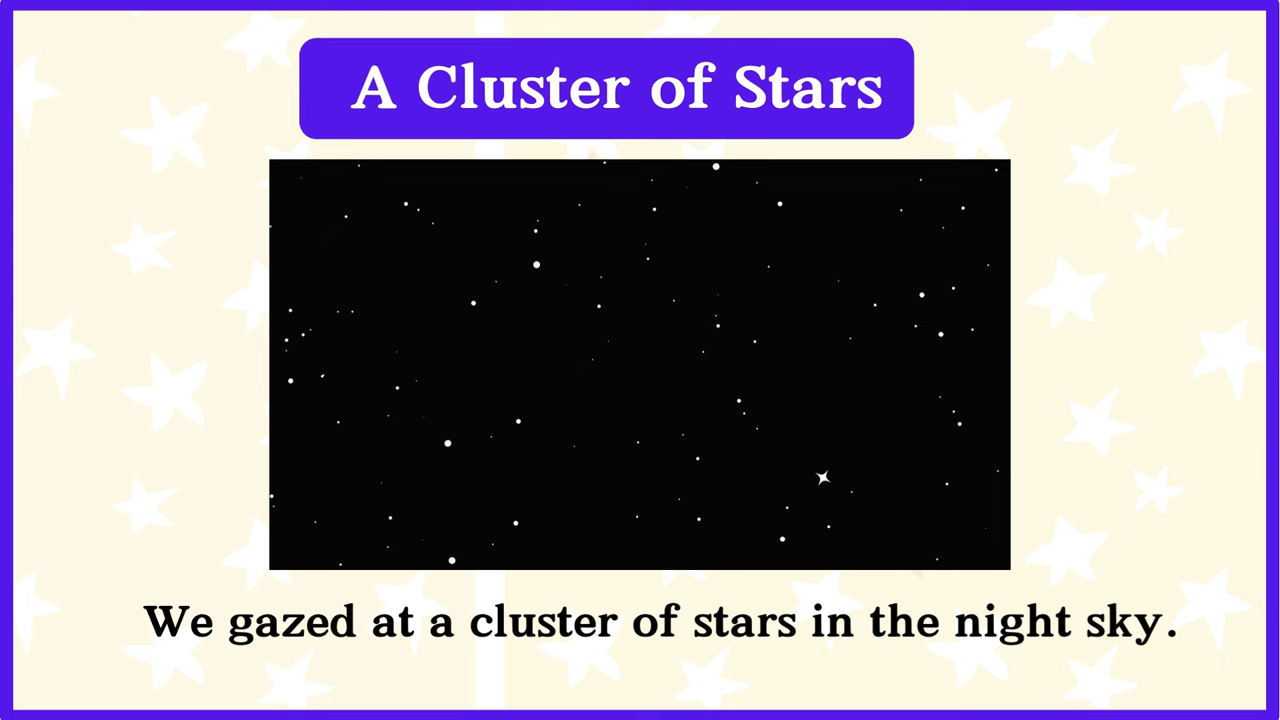 A Cluster of Stars
We gazed at a cluster of stars in the night sky.